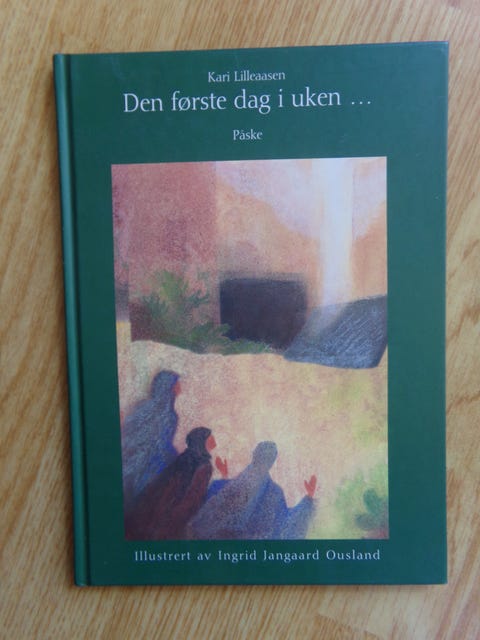 Kari Lilleaasen
Den første dag i uken ...
Påske
Illustrert av Ingrid Jangaard Ousland